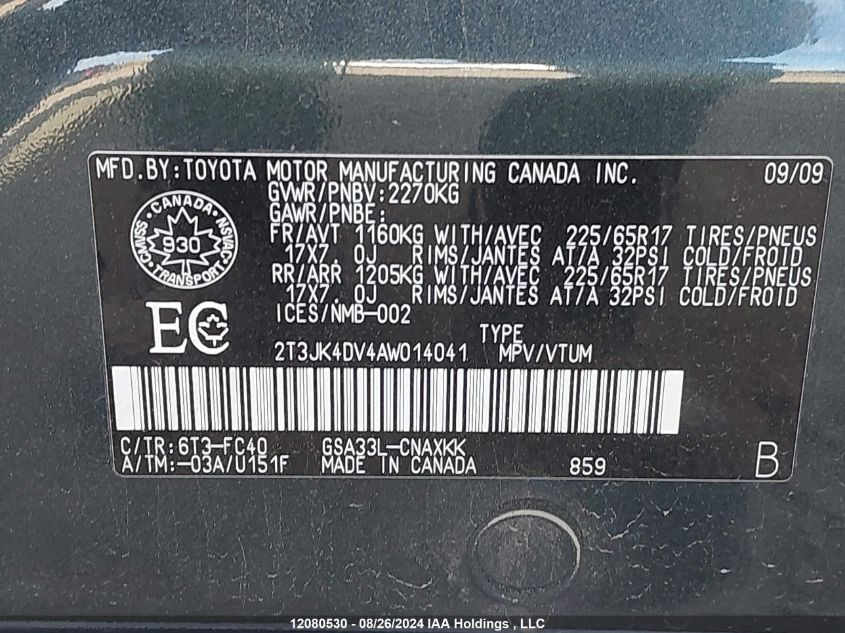 MFD.BY:TOYOTA MOTOR MANUFACTURING CANADA INC. 09/09
GVWR/PNBV:2270KG
GAWR/PNBE:
FR/AVT 1160KG WITH/AVEC 225/65R17 TIRES/PNEUS
17X7.0J RIMS/JANTES AT/A 32PSI COLD/FROID
RR/ARR 1205KG WITH/AVEC 225/65R17 TIRES/PNEUS
17X7.0J RIMS/JANTES AT/A 32PSI COLD/FROID
ICES/NMB-002
CANADA
CMVSS 930 NSVAC
TRANSPORT
EC
TYPE
2T3JK4DV4AW014041 MPV/VTUM
C/TR:6T3-FC40 GSA33L-CNAXKK
A/TM:-03A/U151F MADE IN CANADA 859 B
12080530 - 08/26/2024 IAA Holdings , LLC